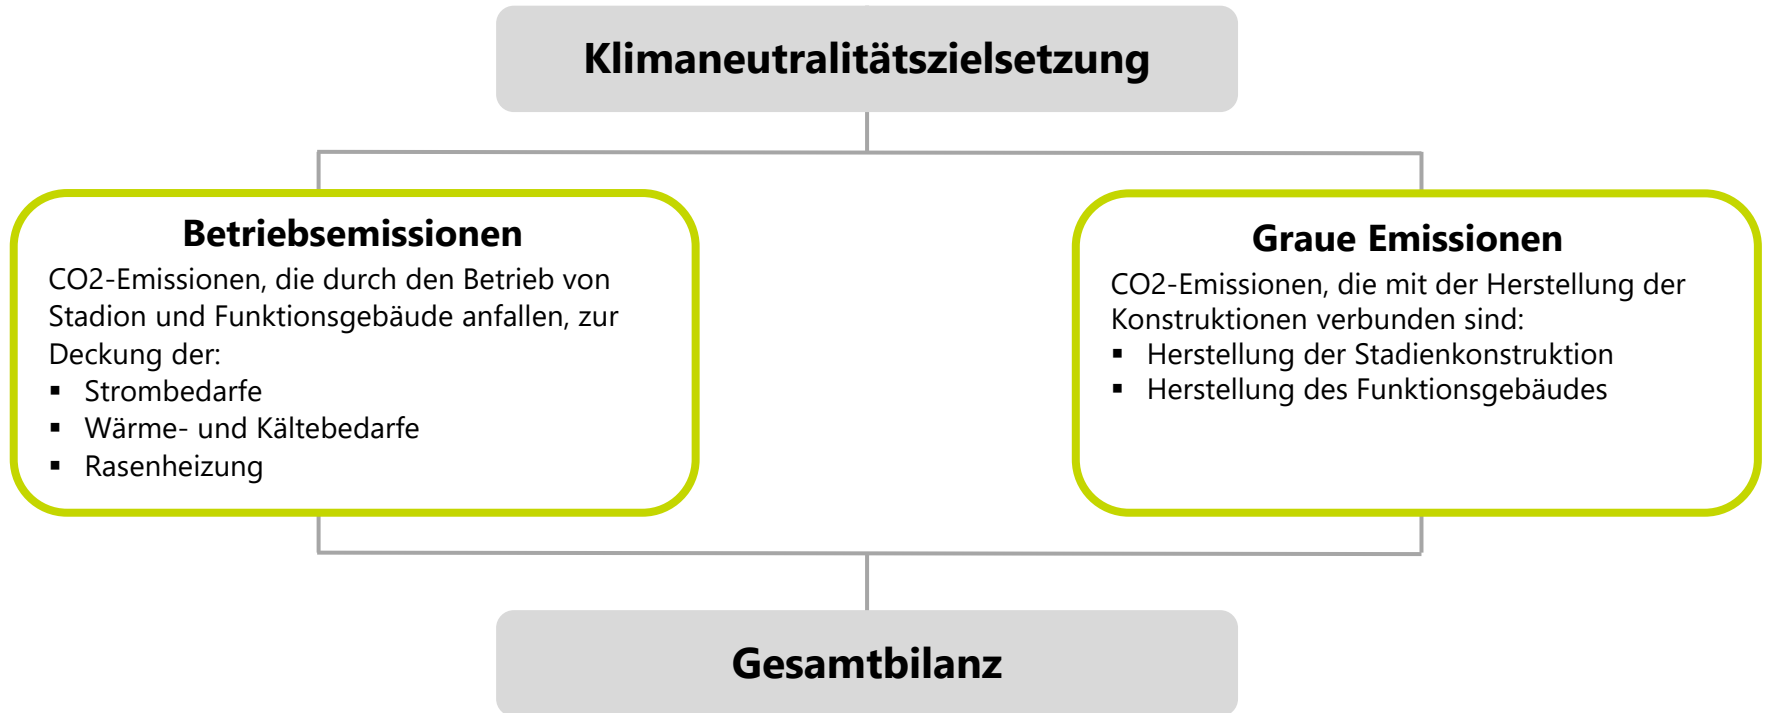 Klimaneutralitätszielsetzung
Betriebsemissionen
CO2-Emissionen, die durch den Betrieb von
Stadion und Funktionsgebäude anfallen, zur
Deckung der:
▪ Strombedarfe
▪ Wärme- und Kältebedarfe
▪ Rasenheizung
Graue Emissionen
CO2-Emissionen, die mit der Herstellung der
Konstruktionen verbunden sind:
▪ Herstellung der Stadienkonstruktion
▪ Herstellung des Funktionsgebäudes
Gesamtbilanz